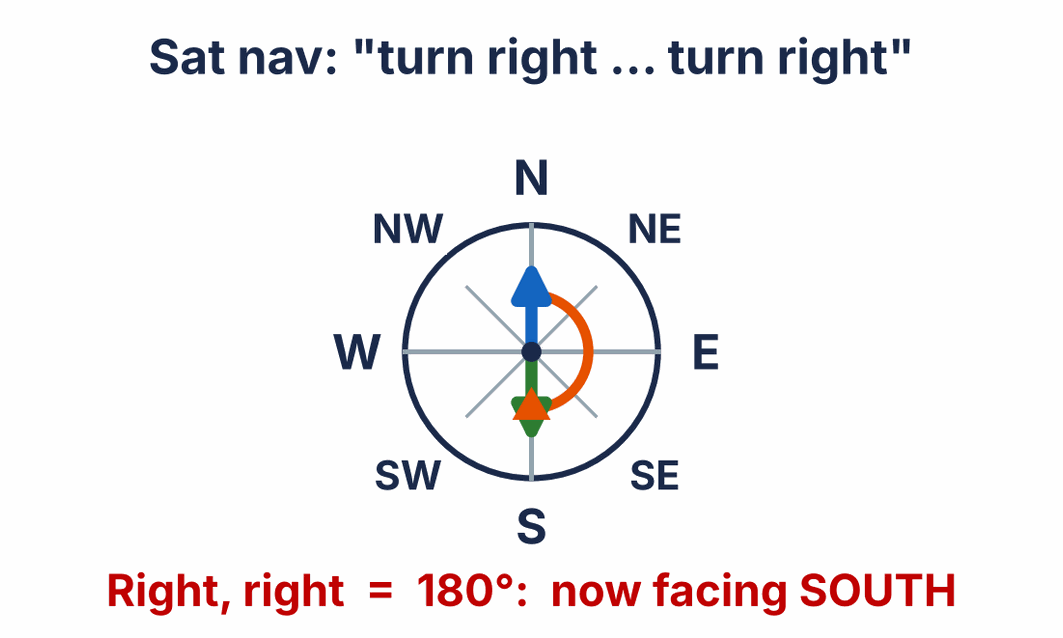 Sat nav: "turn right ... turn right"
N
NW NE
W E
SW SE
S
Right, right = 180°: now facing SOUTH